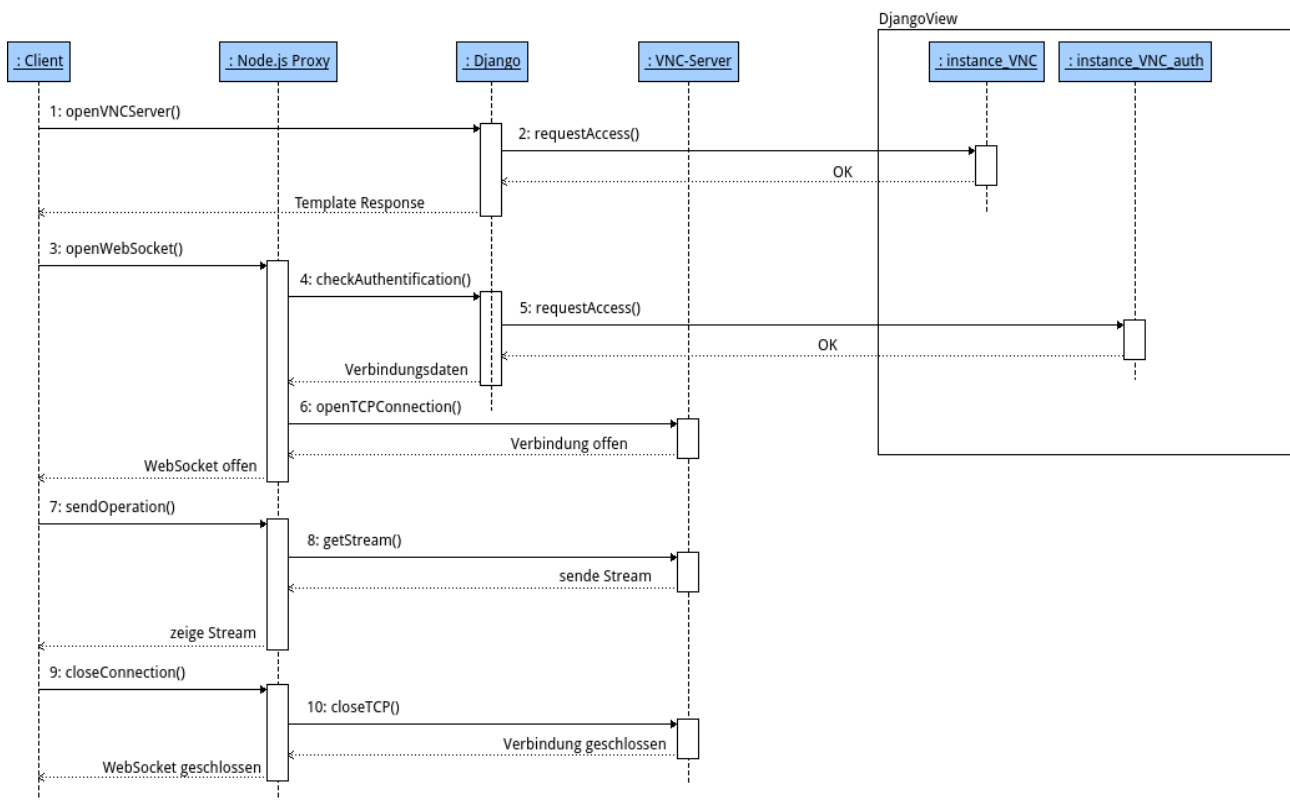 DjangoView
: Client
: Node.js Proxy
: Django
: VNC-Server
: instance_VNC
: instance_VNC_auth
1: openVNCServer()
2: requestAccess()
OK
Template Response
3: openWebSocket()
4: checkAuthentification()
5: requestAccess()
OK
Verbindungsdaten
6: openTCPConnection()
Verbindung offen
WebSocket offen
7: sendOperation()
8: getStream()
sende Stream
zeige Stream
9: closeConnection()
10: closeTCP()
Verbindung geschlossen
WebSocket geschlossen